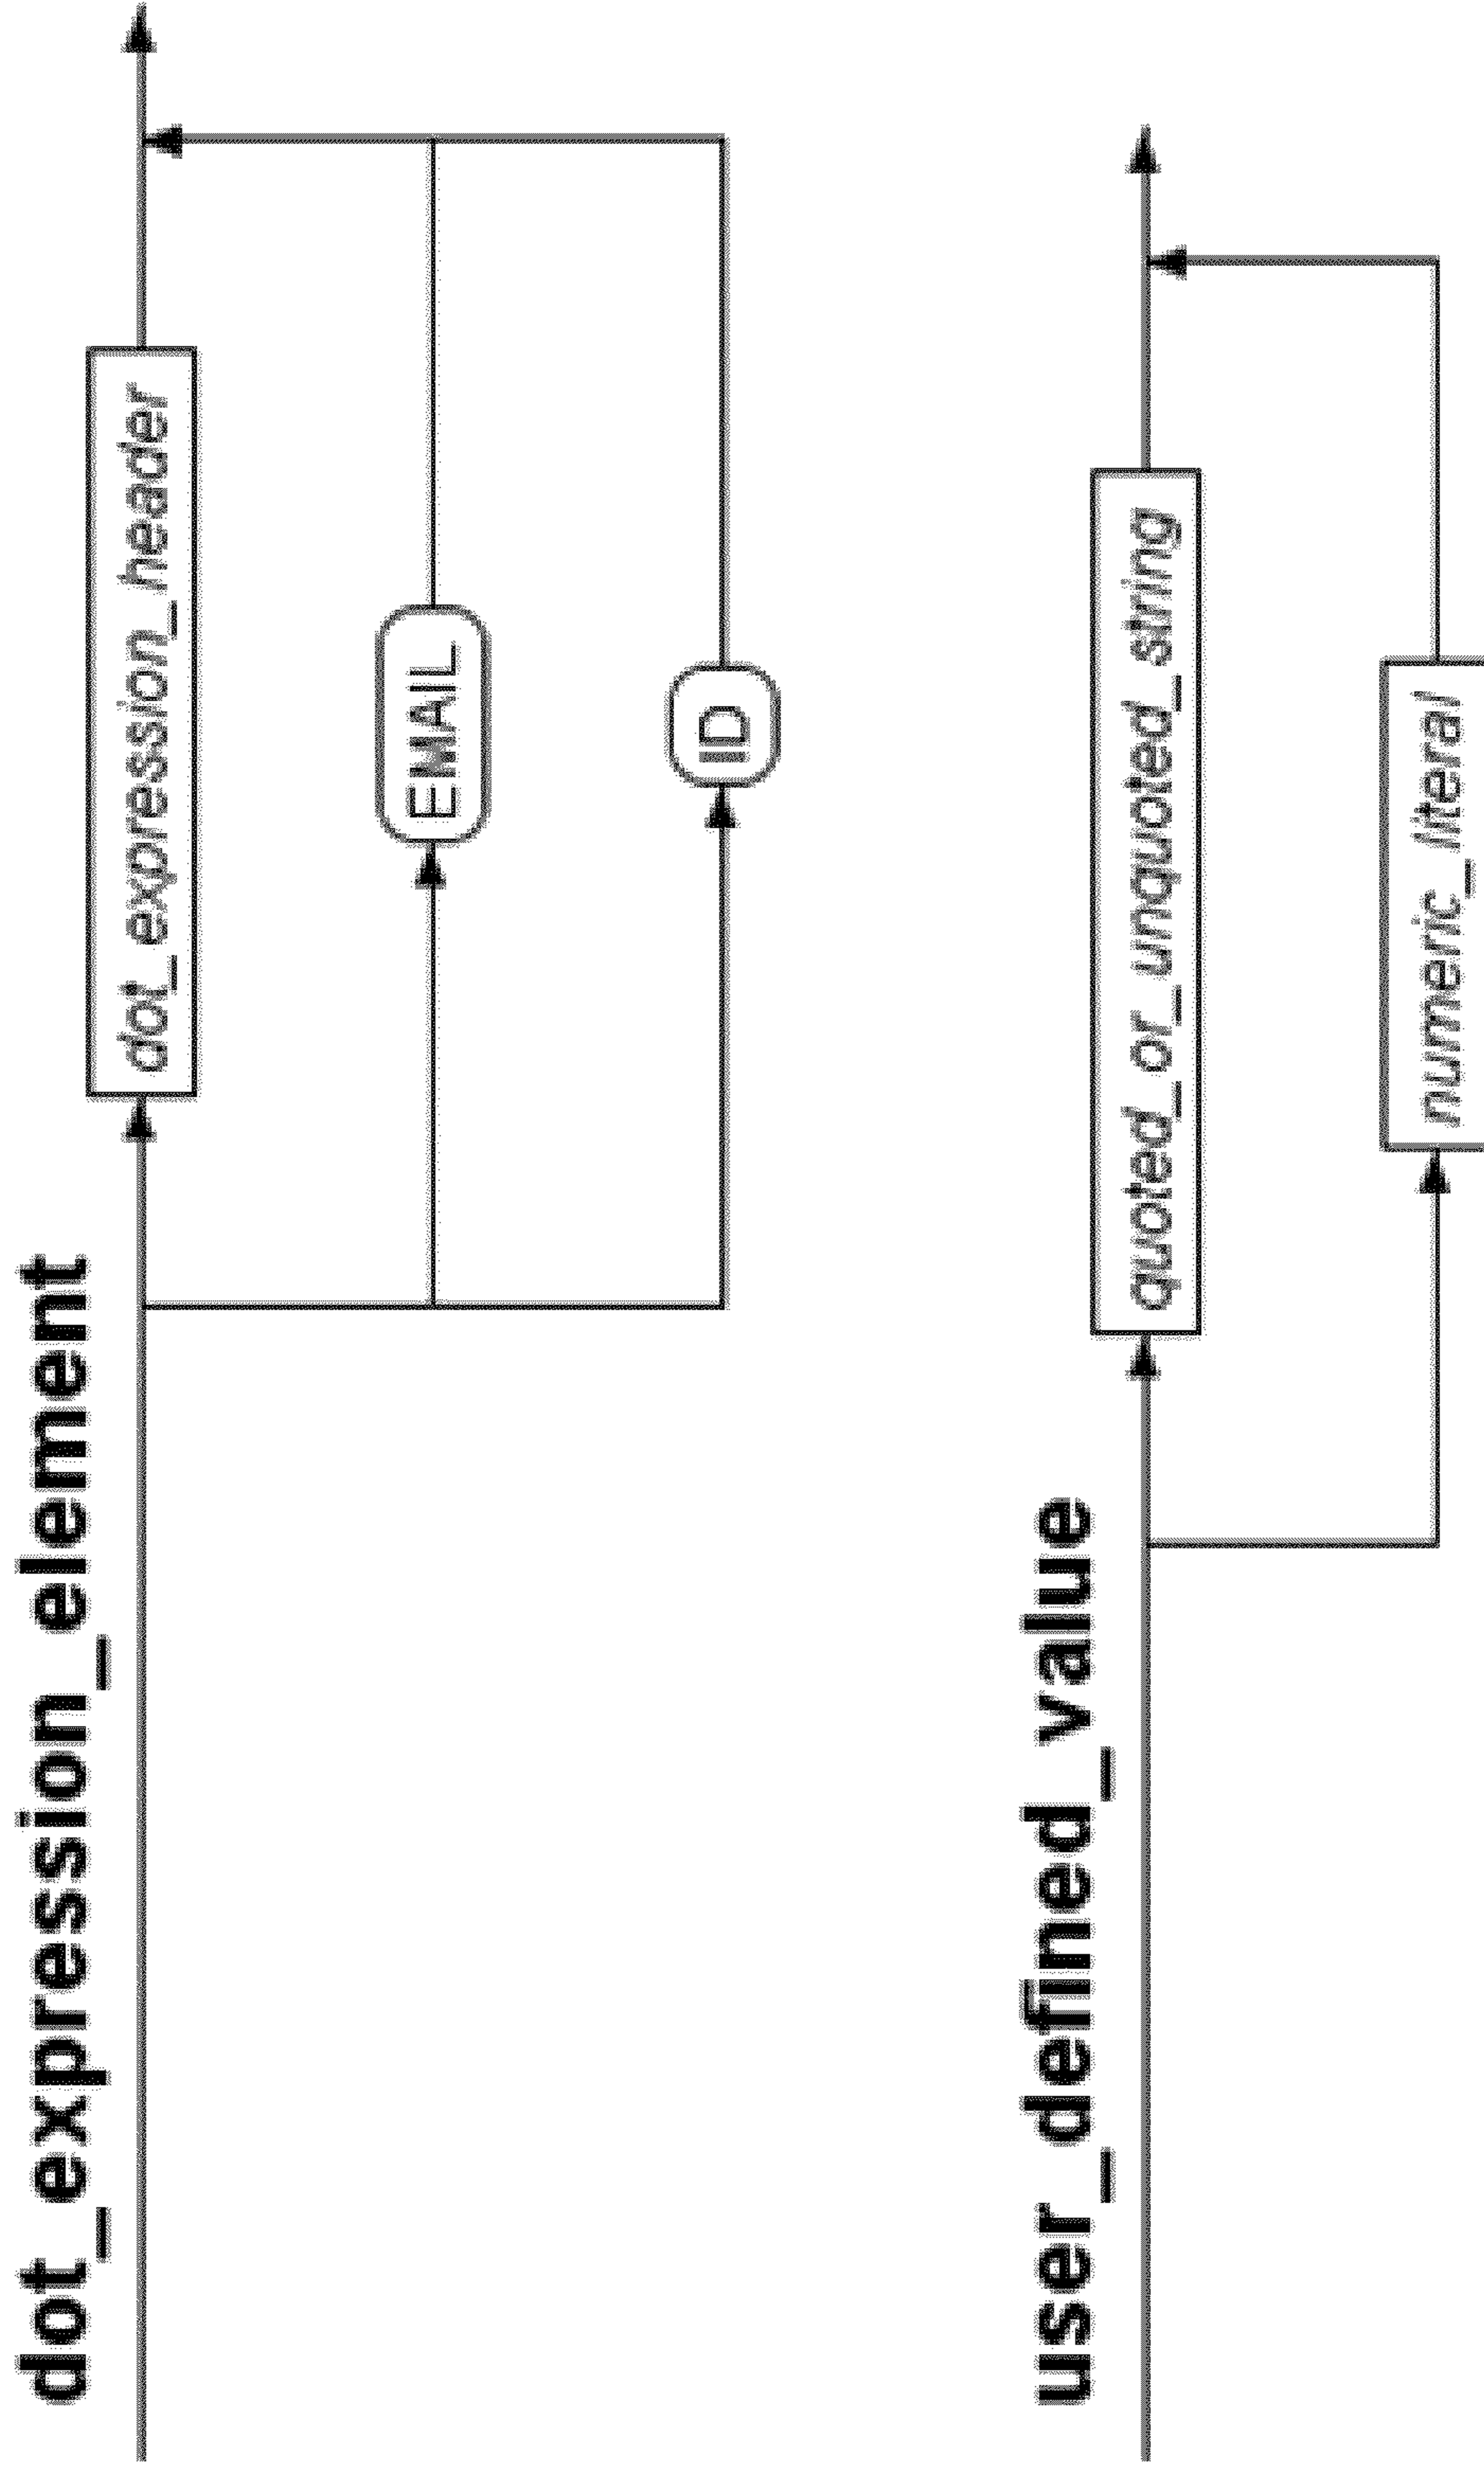 dot_expression_element
dot_expression_header
EMAIL
ID
user_defined_value
quoted_or_unquoted_string
numeric_literal